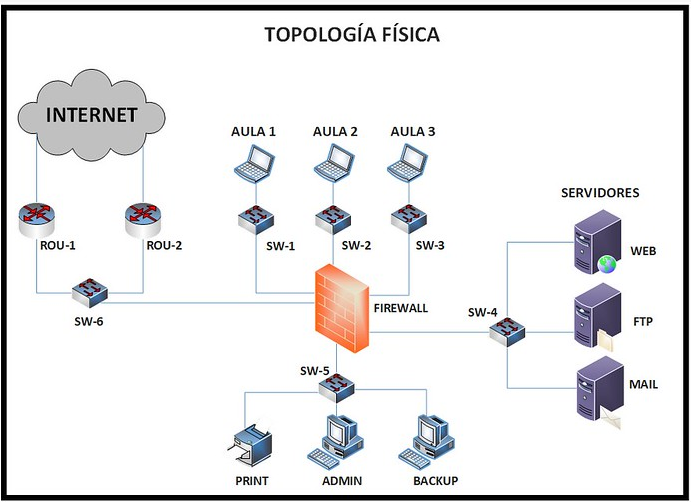 TOPOLOGÍA FÍSICA
INTERNET
AULA 1
AULA 2
AULA 3
SERVIDORES
ROU-1
ROU-2
SW-1
SW-2
SW-3
WEB
SW-6
FIREWALL
SW-4
FTP
SW-5
MAIL
PRINT
ADMIN
BACKUP